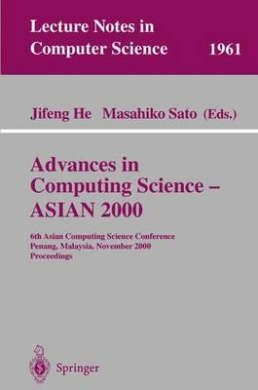 Lecture Notes in
Computer Science 1961
Jifeng He Masahiko Sato (Eds.)
Advances in
Computing Science –
ASIAN 2000
6th Asian Computing Science Conference
Penang, Malaysia, November 2000
Proceedings
Springer